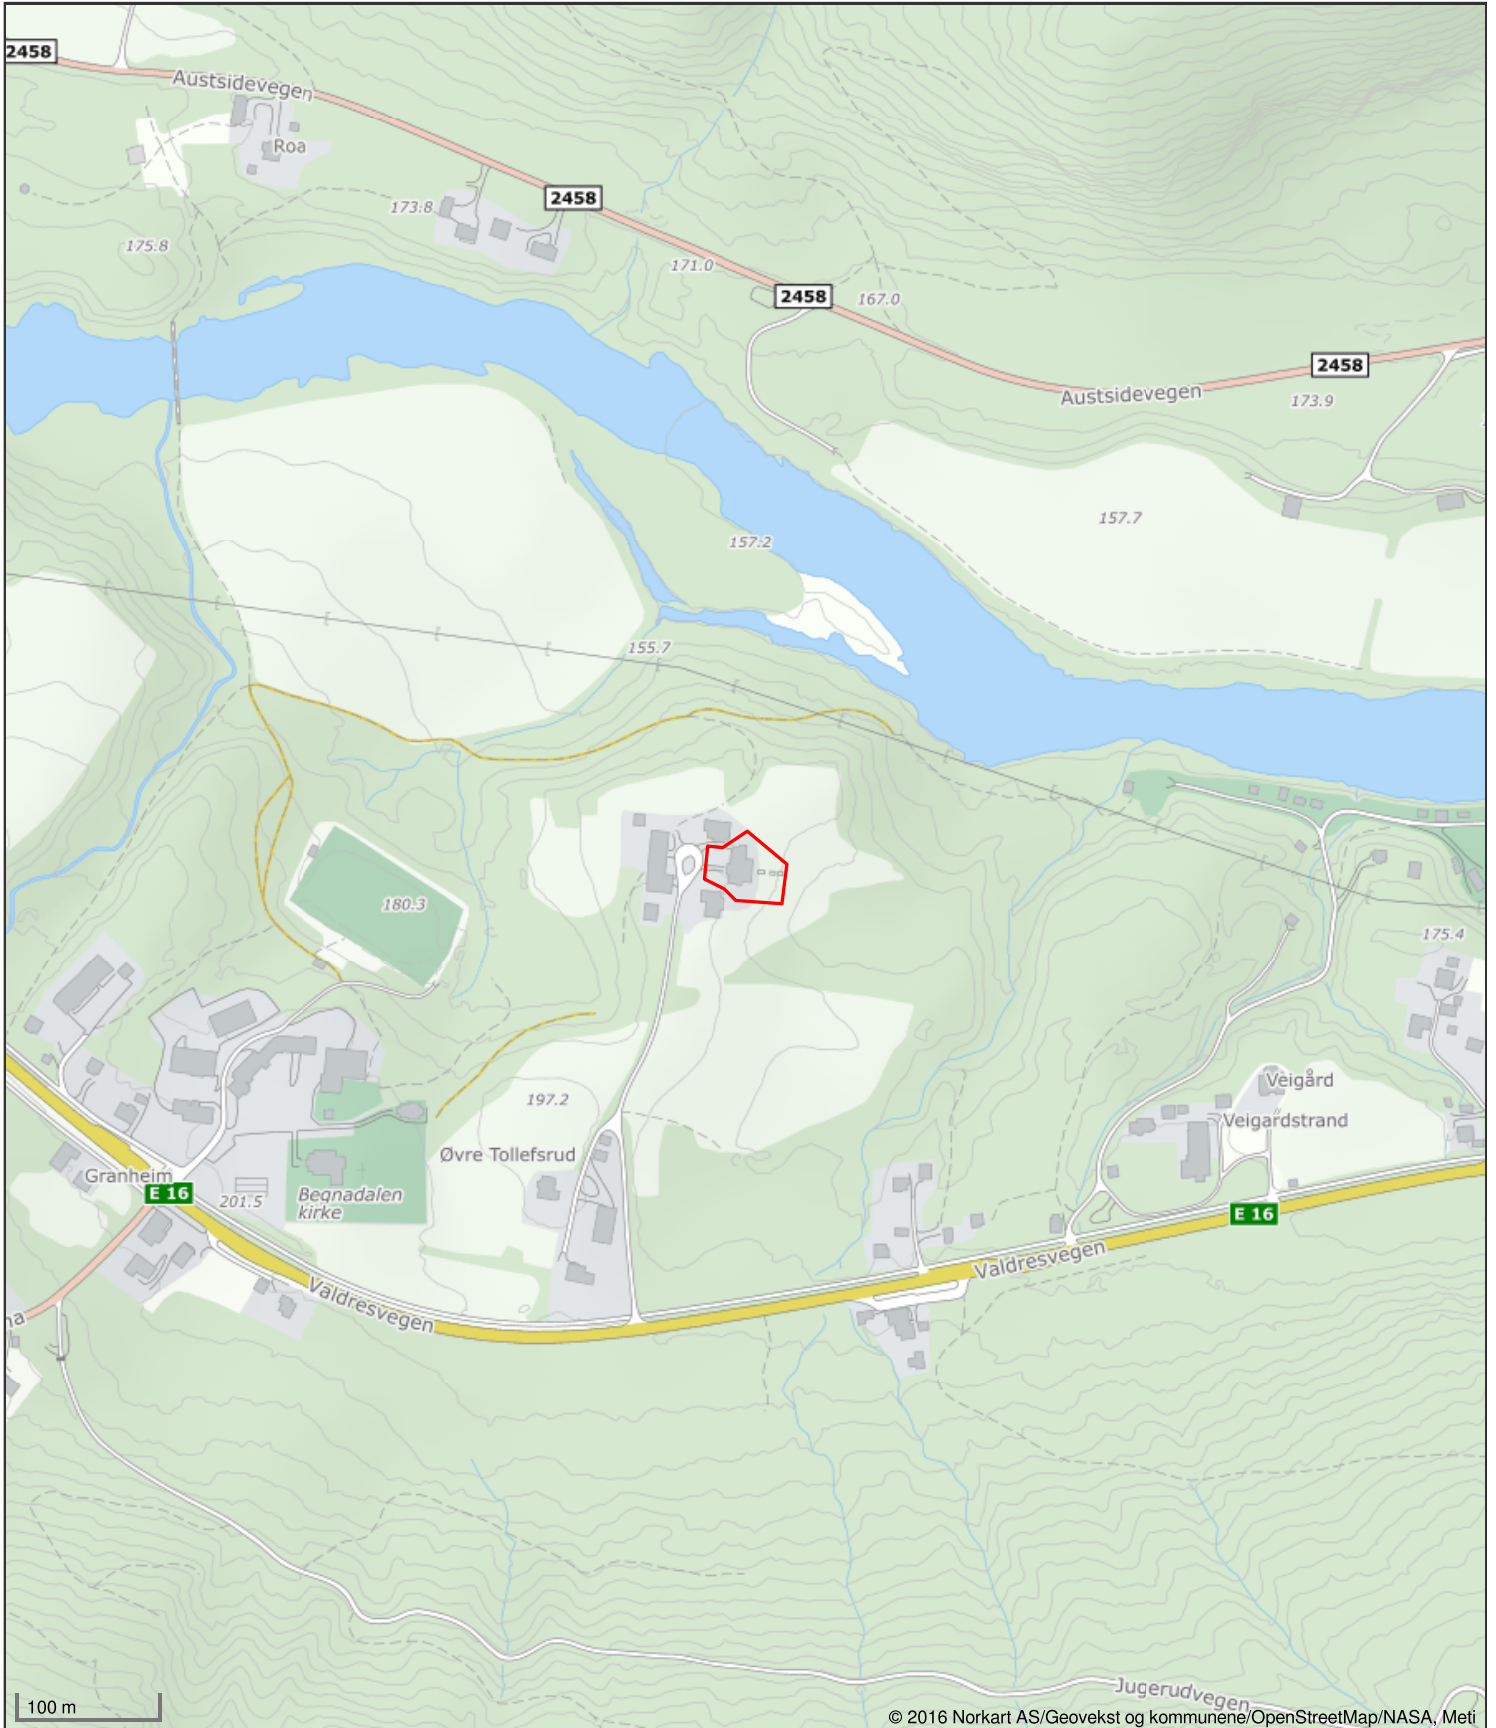 2458
Austsidevegen
Roa
2458
173.8
175.8
171.0
2458
167.0
2458
Austsidevegen
173.9
157.7
157.2
155.7
180.3
175.4
197.2
Veigård
Veigardstrand
Øvre Tollefsrud
Granheim
E 16
201.5
Begnadalen
kirke
E 16
Valdresvegen
Valdresvegen
na
Jugerudvegen
100 m
© 2016 Norkart AS/Geovekst og kommunene/OpenStreetMap/NASA, Meti